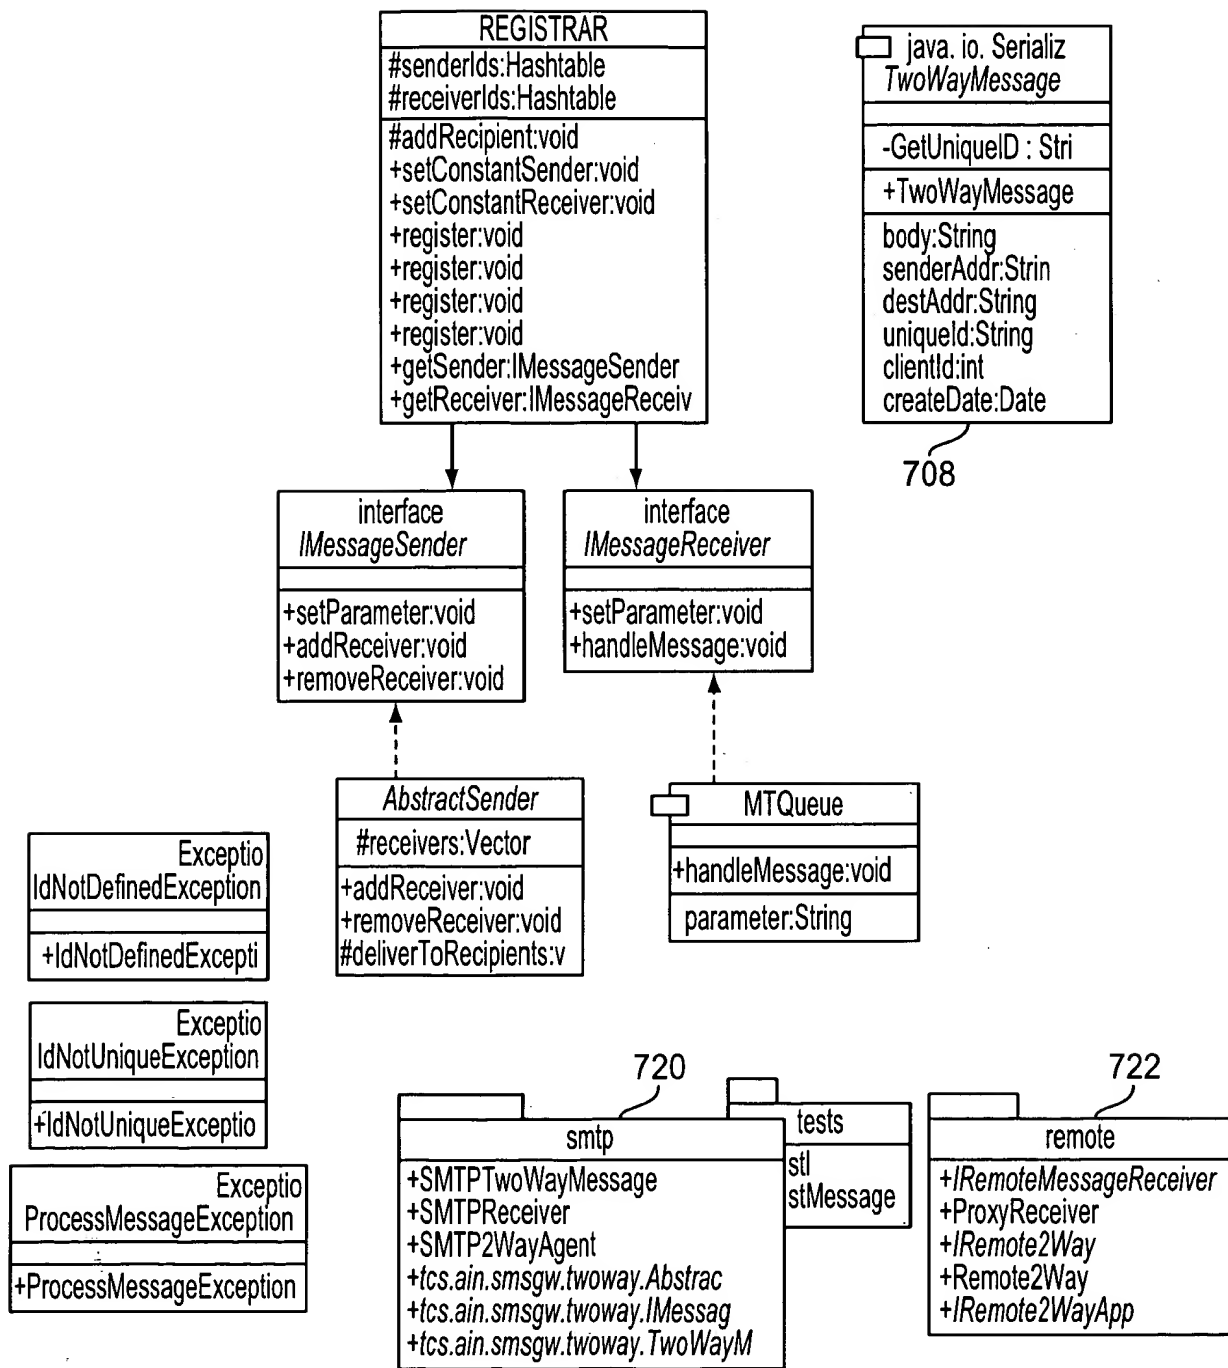 REGISTRAR
#senderIds:Hashtable
#receiverIds:Hashtable
#addRecipient:void
+setConstantSender:void
+setConstantReceiver:void
+register:void
+register:void
+register:void
+register:void
+getSender:IMessageSender
+getReceiver:IMessageReceiv
java. io. Serializ
TwoWayMessage
-GetUniqueID : Stri
+TwoWayMessage
body:String
senderAddr:Strin
destAddr:String
uniqueId:String
clientId:int
createDate:Date
708
interface
IMessageSender
+setParameter:void
+addReceiver:void
+removeReceiver:void
interface
IMessageReceiver
+setParameter:void
+handleMessage:void
AbstractSender
#receivers:Vector
+addReceiver:void
+removeReceiver:void
#deliverToRecipients:v
MTQueue
+handleMessage:void
parameter:String
Exceptio
IdNotDefinedException
+IdNotDefinedExcepti
Exceptio
IdNotUniqueException
+IdNotUniqueExceptio
Exceptio
ProcessMessageException
+ProcessMessageException
720
smtp
+SMTPTwoWayMessage
+SMTPReceiver
+SMTP2WayAgent
+tcs.ain.smsgw.twoway.Abstrac
+tcs.ain.smsgw.twoway.IMessag
+tcs.ain.smsgw.twoway.TwoWayM
tests
stl
stMessage
722
remote
+IRemoteMessageReceiver
+ProxyReceiver
+IRemote2Way
+Remote2Way
+IRemote2WayApp